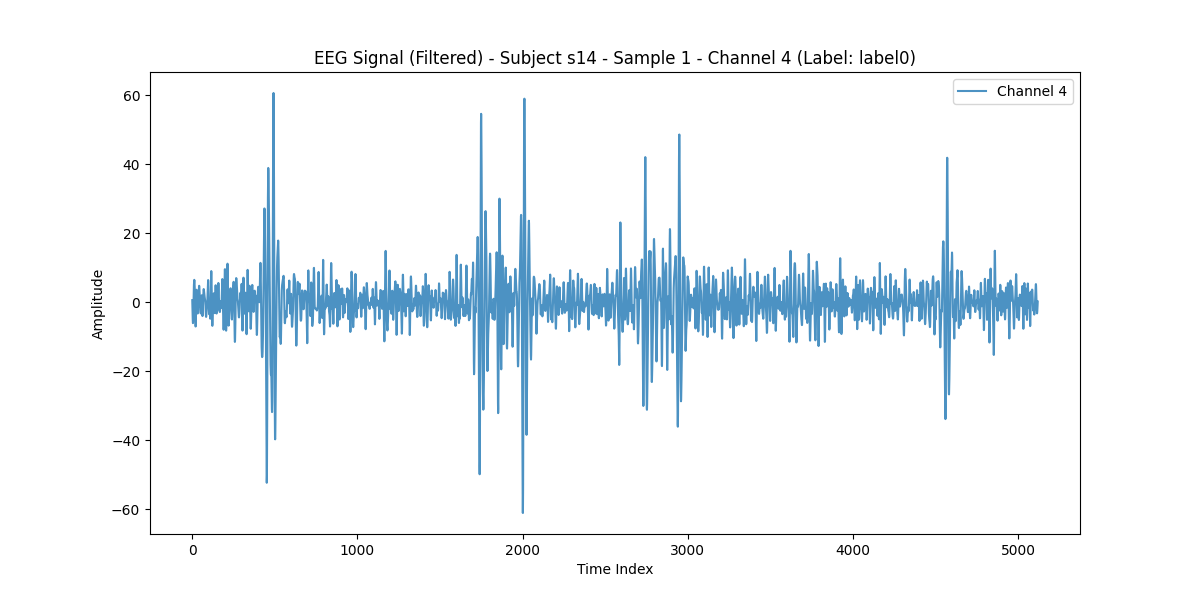 EEG Signal (Filtered) - Subject s14 - Sample 1 - Channel 4 (Label: label0)
Channel 4
60
40
20
0
−20
−40
−60
Amplitude
0 1000 2000 3000 4000 5000
Time Index